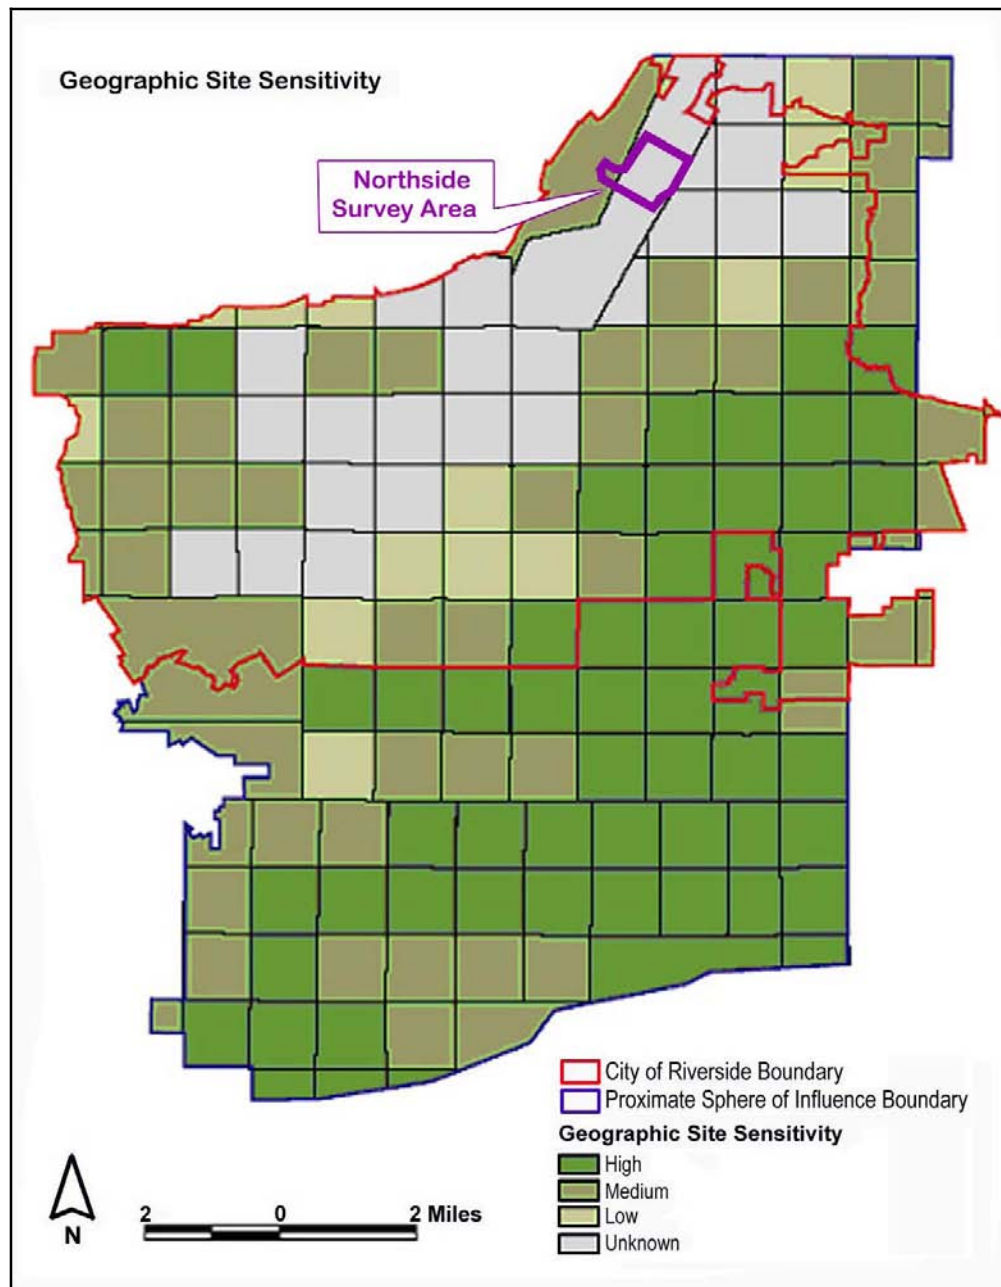 Geographic Site Sensitivity
Northside
Survey Area
City of Riverside Boundary
Proximate Sphere of Influence Boundary
Geographic Site Sensitivity
High
Medium
Low
Unknown
N
2 0 2 Miles